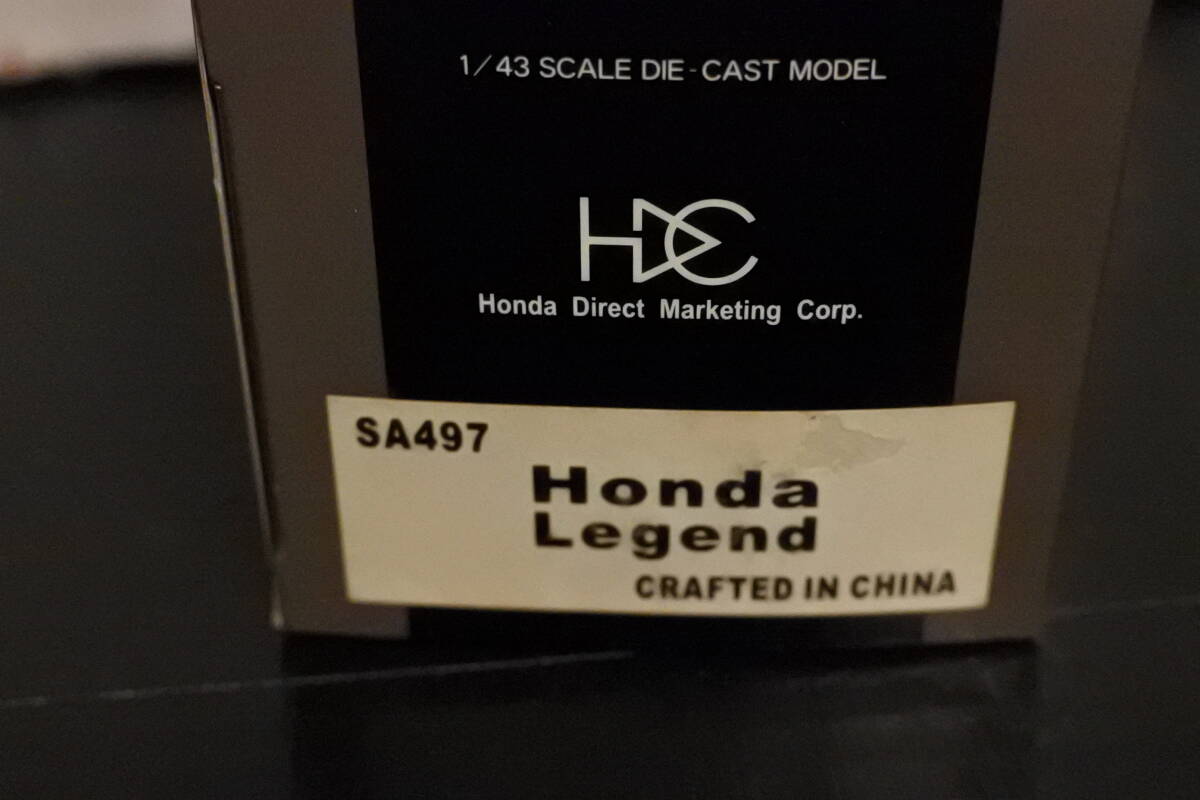 1/43 SCALE DIE-CAST MODEL
HDC
Honda Direct Marketing Corp.
SA497
Honda
Legend
CRAFTED IN CHINA